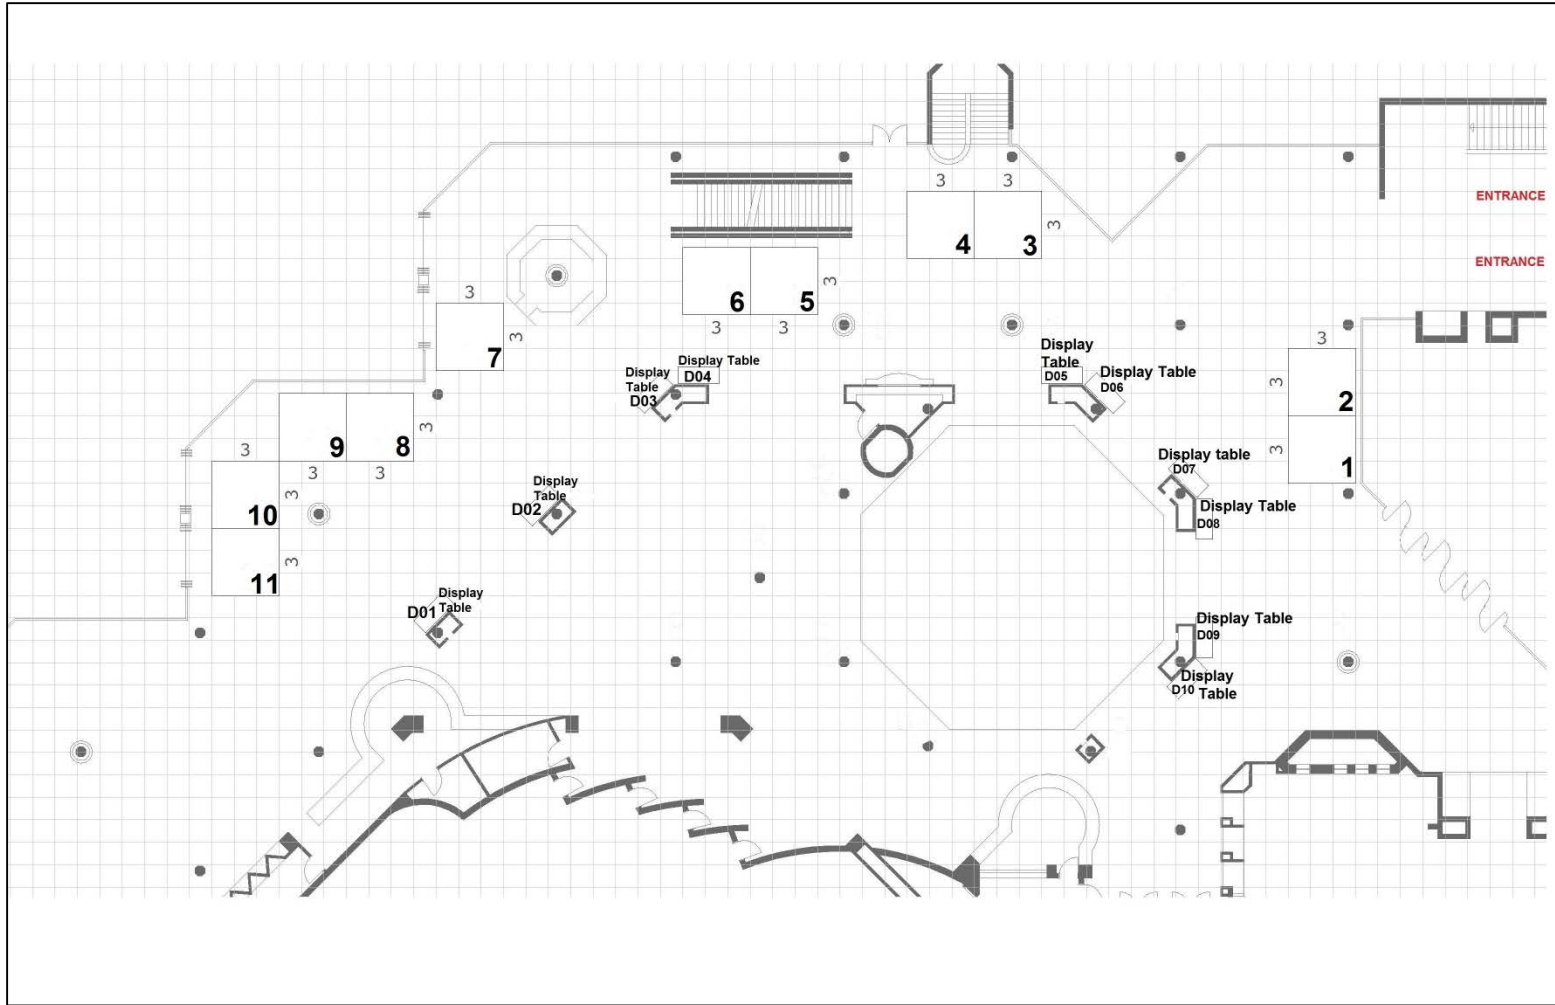 ENTRANCE
3 3
4 3 3
ENTRANCE
6 5 3
3 3
3
7 3
3
3 2
3 1
Display
Table
D05
Display Table
D06
Display Table
D04
Display
Table
D03
9 8 3
3 3 3
10 3
11 3
Display table
D07
Display Table
D08
Display
Table
D02
Display
Table
D01
Display Table
D09
Display
Table
D10